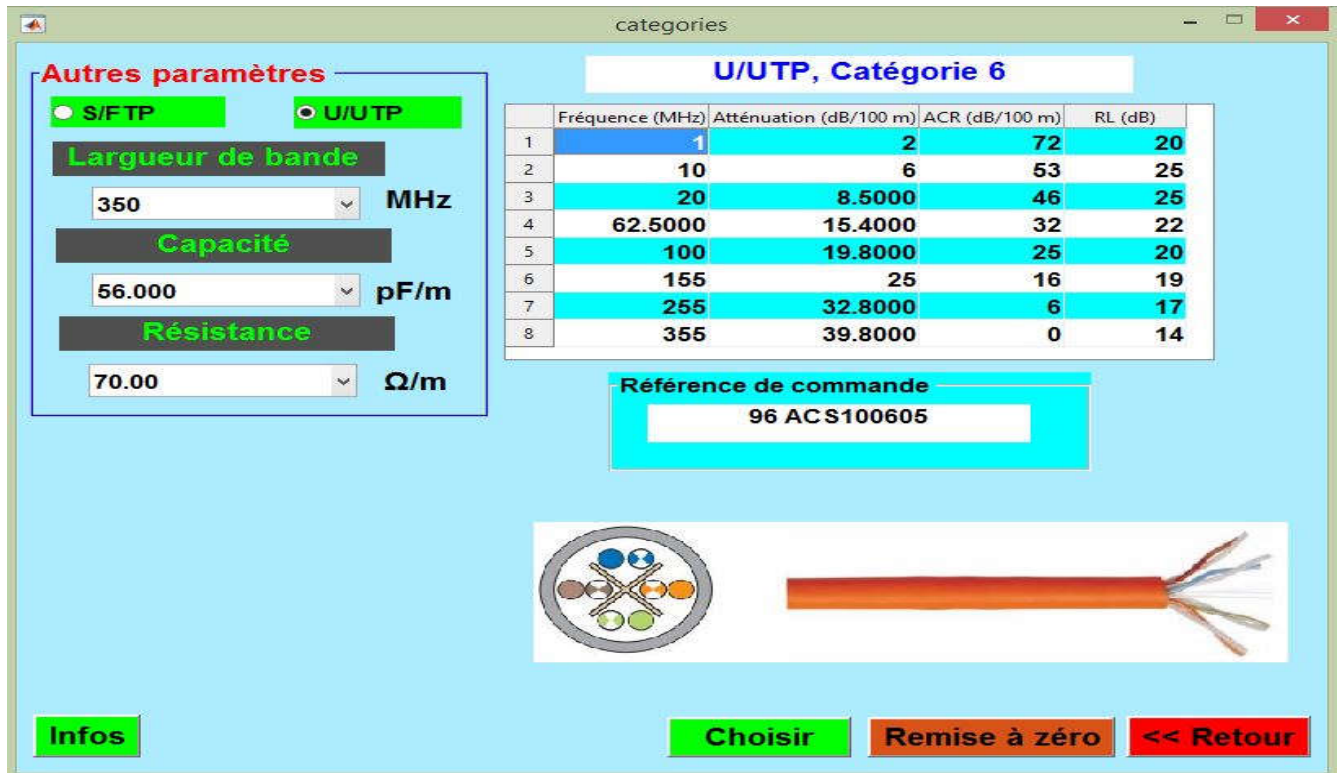 categories
Autres paramètres
S/FTP U/UTP
Largueur de bande
350 MHz
Capacité
56.000 pF/m
Résistance
70.00 Ω/m
U/UTP, Catégorie 6
Fréquence (MHz) Atténuation (dB/100 m) ACR (dB/100 m) RL (dB)
1 1 2 72 20
2 10 6 53 25
3 20 8.5000 46 25
4 62.5000 15.4000 32 22
5 100 19.8000 25 20
6 155 25 16 19
7 255 32.8000 6 17
8 355 39.8000 0 14
Référence de commande
96 ACS100605
Infos Choisir Remise à zéro << Retour